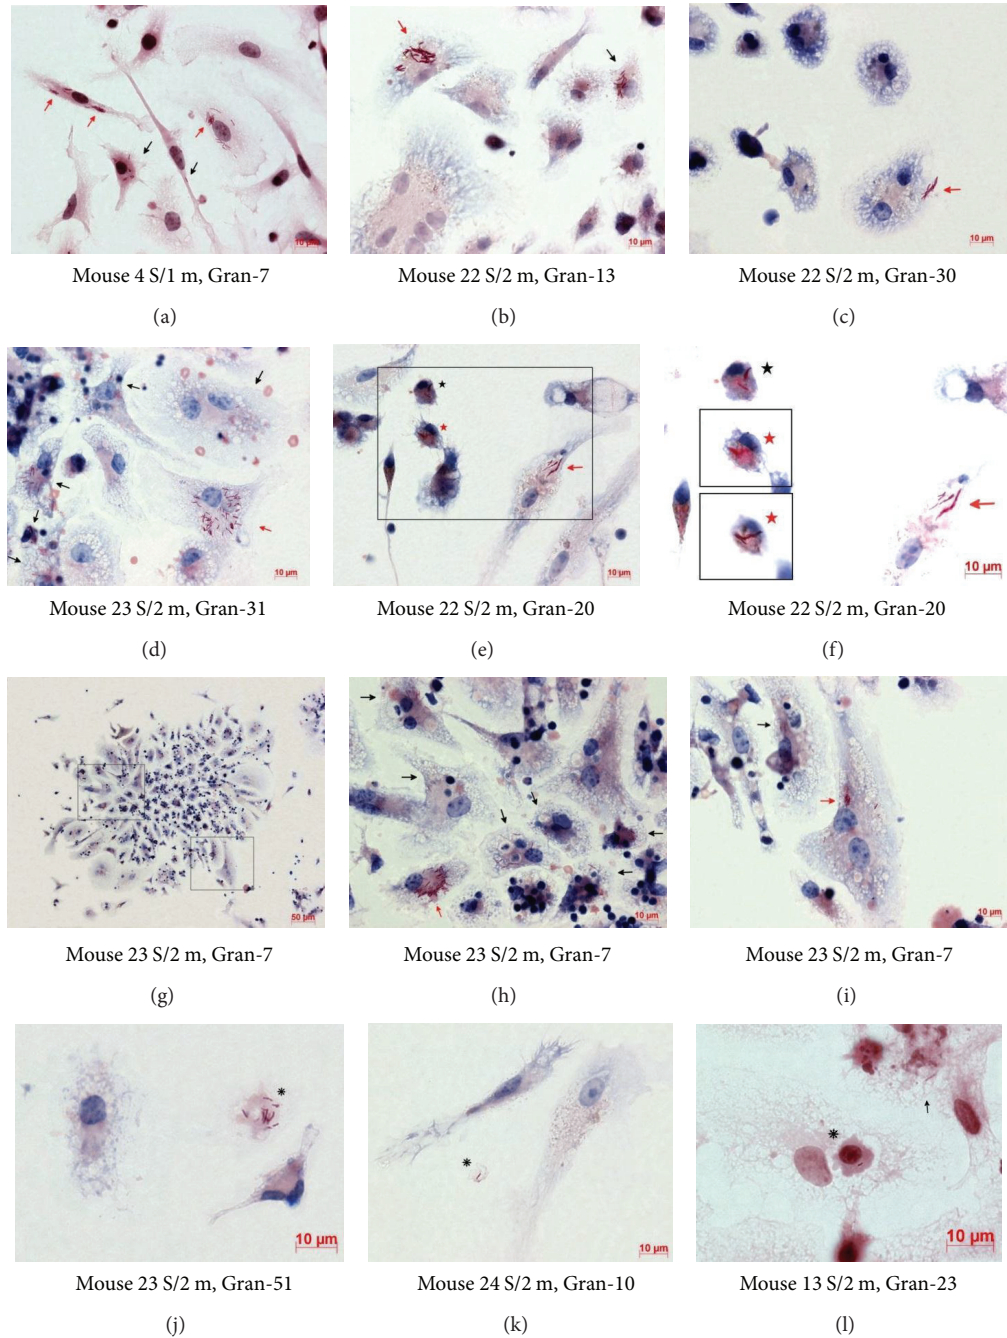 10 µm
10 µm
10 µm
Mouse 4 S/1 m, Gran-7
Mouse 22 S/2 m, Gran-13
Mouse 22 S/2 m, Gran-30
(a)
(b)
(c)
10 µm
10 µm
10 µm
Mouse 23 S/2 m, Gran-31
Mouse 22 S/2 m, Gran-20
Mouse 22 S/2 m, Gran-20
(d)
(e)
(f)
50 µm
10 µm
10 µm
Mouse 23 S/2 m, Gran-7
Mouse 23 S/2 m, Gran-7
Mouse 23 S/2 m, Gran-7
(g)
(h)
(i)
10 µm
10 µm
10 µm
Mouse 23 S/2 m, Gran-51
Mouse 24 S/2 m, Gran-10
Mouse 13 S/2 m, Gran-23
(j)
(k)
(l)